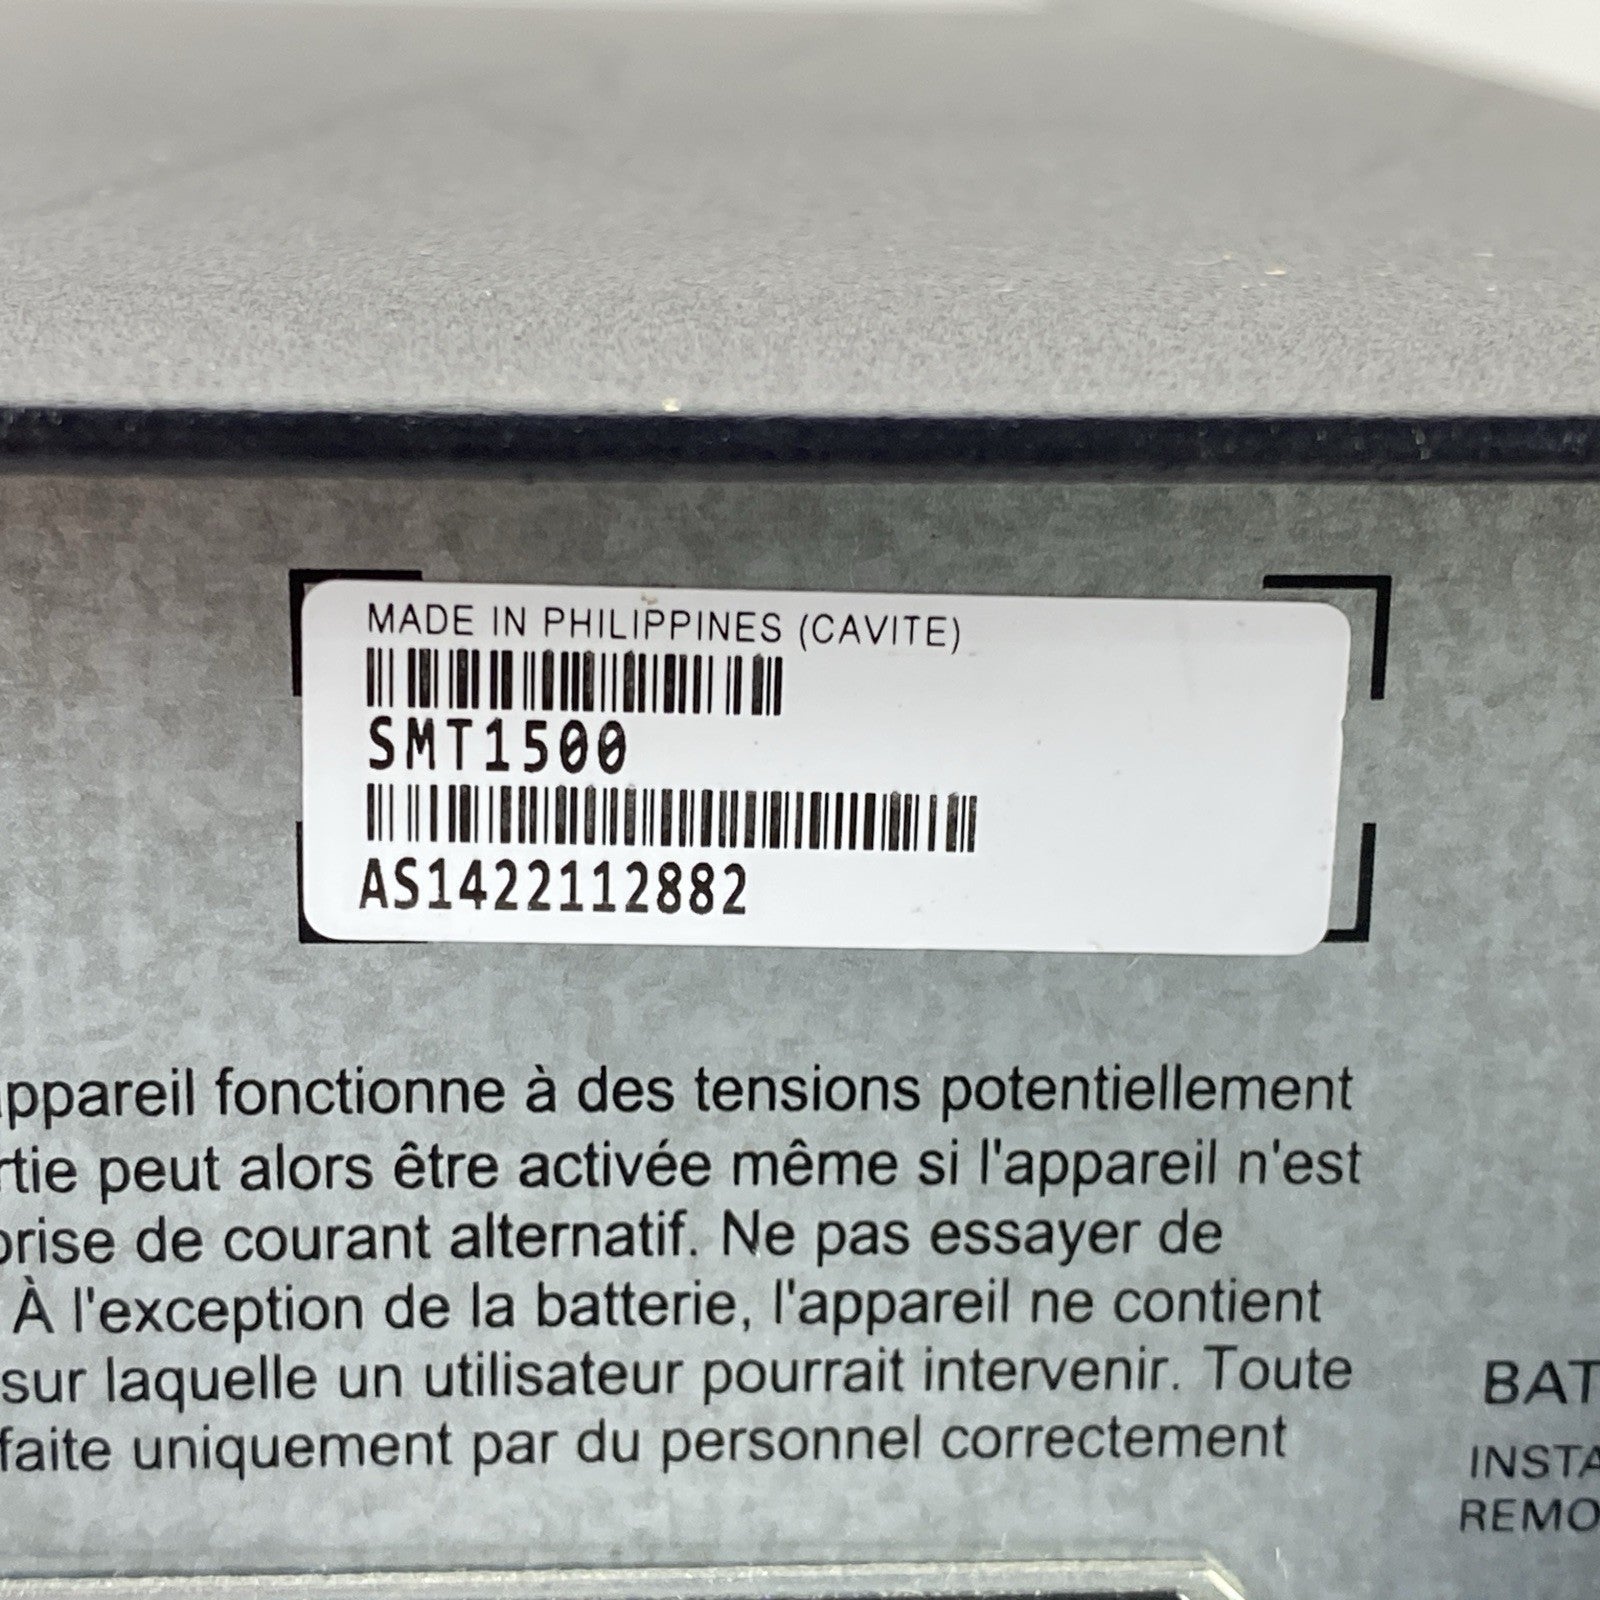 MADE IN PHILIPPINES (CAVITE)
SMT1500
AS1422112882
appareil fonctionne à des tensions potentiellement
peut alors être activée même si l'appareil n'est
prise de courant alternatif. Ne pas essayer de
À l'exception de la batterie, l'appareil ne contient
sur laquelle un utilisateur pourrait intervenir. Toute
faite uniquement par du personnel correctement
BAT
INSTA
REMO